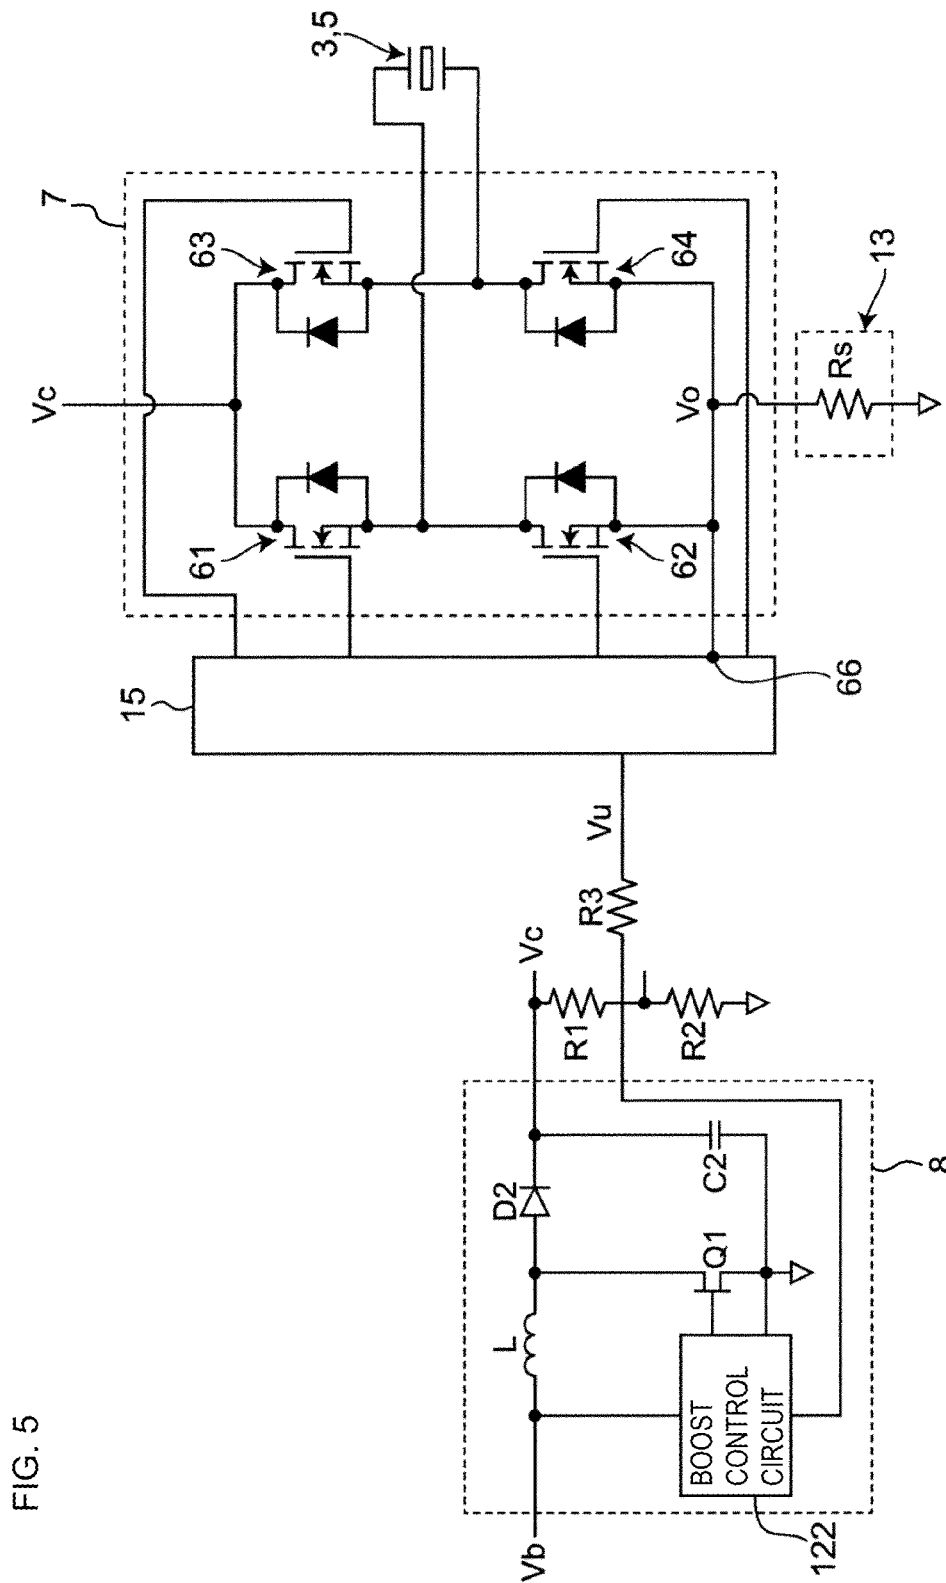 FIG. 5
Vb
L
D2
Vc
R1
R3
Vu
R2
C2
Q1
BOOST
CONTROL
CIRCUIT
122
8
15
Vc
7
3,5
61
63
62
64
Vo
66
Rs
13